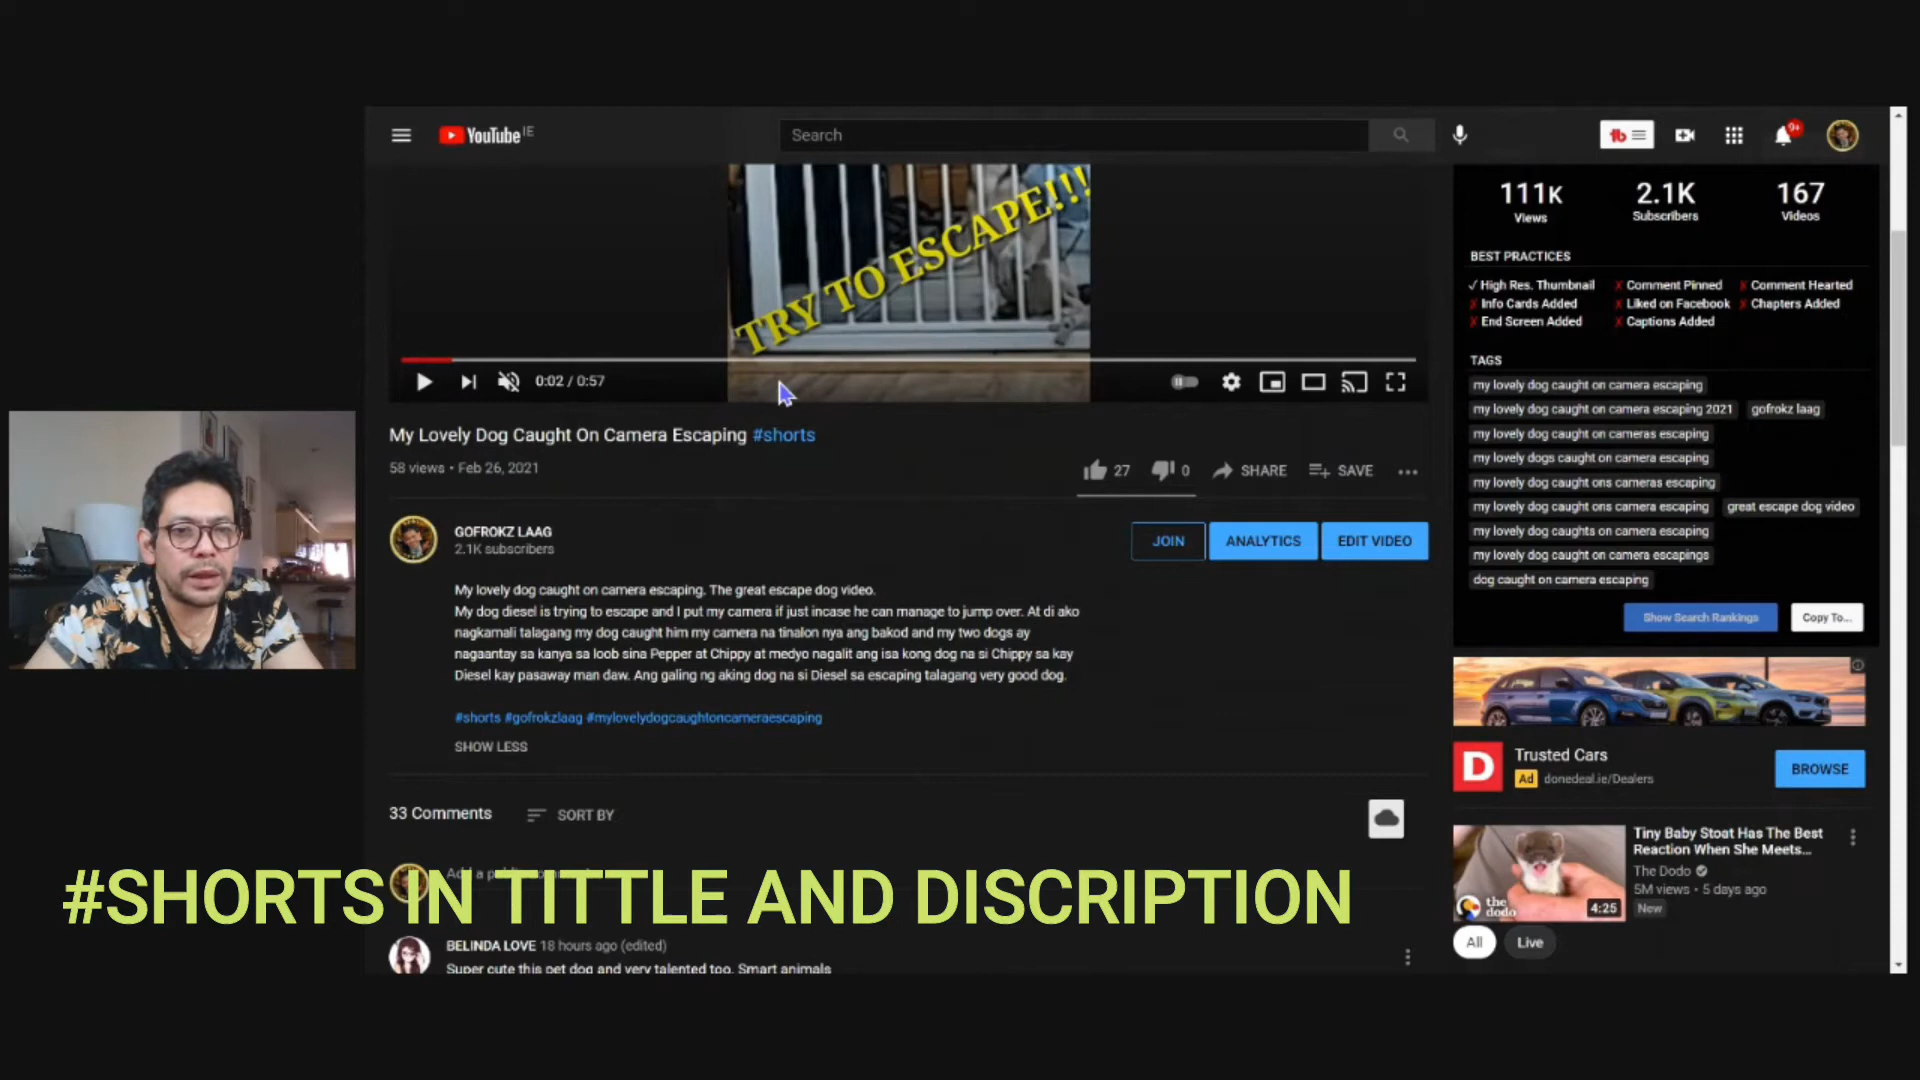 YouTube IE
Search
9+
TRY TO ESCAPE!!!
0:02 / 0:57
My Lovely Dog Caught On Camera Escaping #shorts
58 views • Feb 26, 2021
27
0
SHARE
SAVE
GOFROKZ LAAG
2.1K subscribers
JOIN
ANALYTICS
EDIT VIDEO
My lovely dog caught on camera escaping. The great escape dog video.
My dog diesel is trying to escape and I put my camera if just incase he can manage to jump over. At di ako
nagkamali talagang my dog caught him my camera na tinalon nya ang bakod and my two dogs ay
nagaantay sa kanya sa loob sina Pepper at Chippy at medyo nagalit ang isa kong dog na si Chippy sa kay
Diesel kay pasaway man daw. Ang galing ng aking dog na si Diesel sa escaping talagang very good dog.
#shorts #gofrokzlaag #mylovelydogcaughtoncameraescaping
SHOW LESS
33 Comments
SORT BY
#SHORTS IN TITTLE AND DISCRIPTION
BELINDA LOVE 18 hours ago (edited)
Super cute this pet dog and very talented too. Smart animals
tb
111K
Views
2.1K
Subscribers
167
Videos
BEST PRACTICES
✓ High Res. Thumbnail
✗ Comment Pinned
✗ Comment Hearted
✗ Info Cards Added
✗ Liked on Facebook
✗ Chapters Added
✗ End Screen Added
✗ Captions Added
TAGS
my lovely dog caught on camera escaping
my lovely dog caught on camera escaping 2021
gofrokz laag
my lovely dog caught on cameras escaping
my lovely dogs caught on camera escaping
my lovely dog caught ons cameras escaping
my lovely dog caught ons camera escaping
great escape dog video
my lovely dog caughts on camera escaping
my lovely dog caught on camera escapings
dog caught on camera escaping
Show Search Rankings
Copy To...
D
Trusted Cars
Ad donedeal.ie/Dealers
BROWSE
the dodo
4:25
Tiny Baby Stoat Has The Best
Reaction When She Meets...
The Dodo
5M views • 5 days ago
New
All
Live